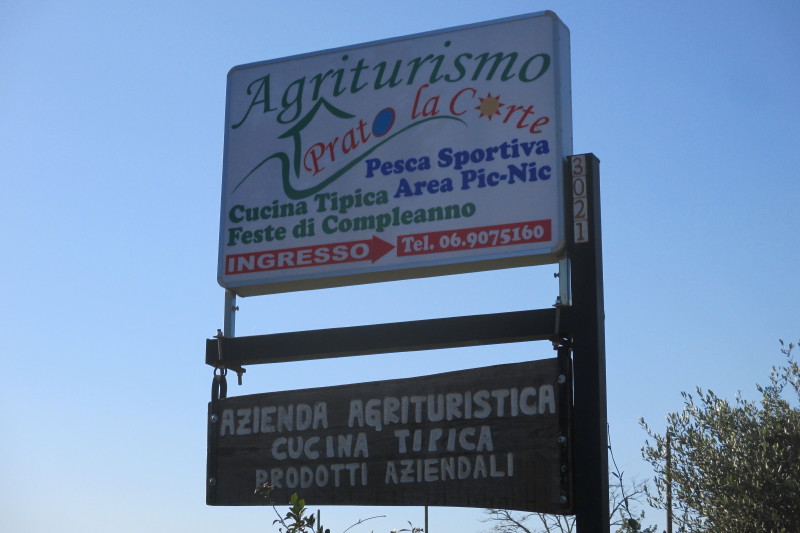 Agriturismo
Prato la Corte
Pesca Sportiva
Cucina Tipica Area Pic-Nic
Feste di Compleanno
INGRESSO Tel. 06.9075160
3021
AZIENDA AGRITURISTICA
CUCINA TIPICA
PRODOTTI AZIENDALI